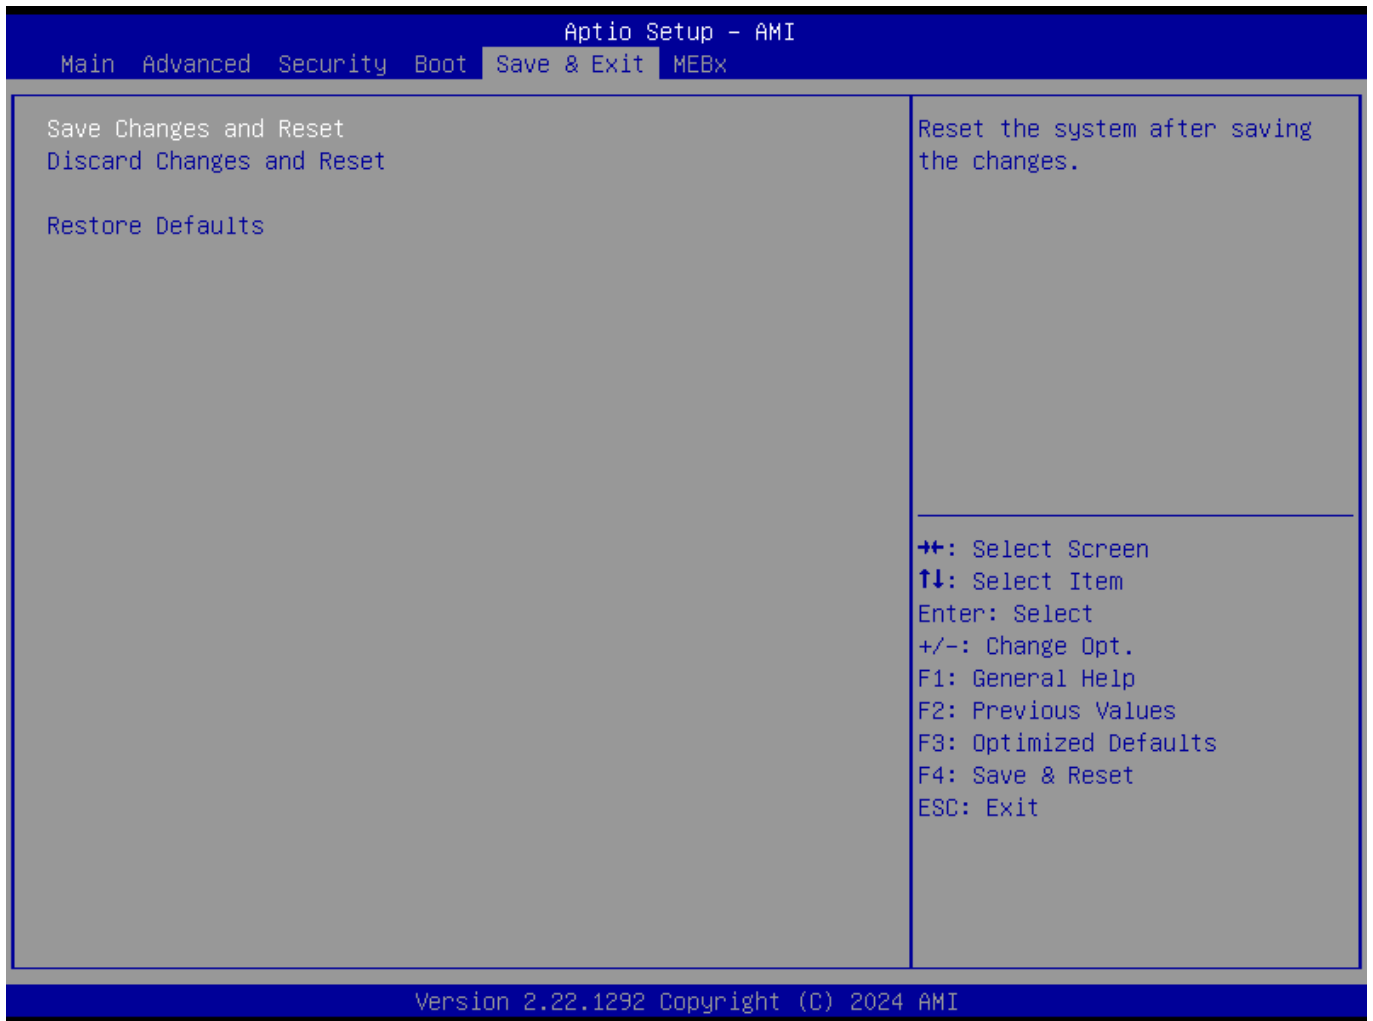 Aptio Setup – AMI
Main Advanced Security Boot Save & Exit MEBx
Save Changes and Reset
Discard Changes and Reset
Restore Defaults
Reset the system after saving
the changes.
→←: Select Screen
↑↓: Select Item
Enter: Select
+/-: Change Opt.
F1: General Help
F2: Previous Values
F3: Optimized Defaults
F4: Save & Reset
ESC: Exit
Version 2.22.1292 Copyright (C) 2024 AMI